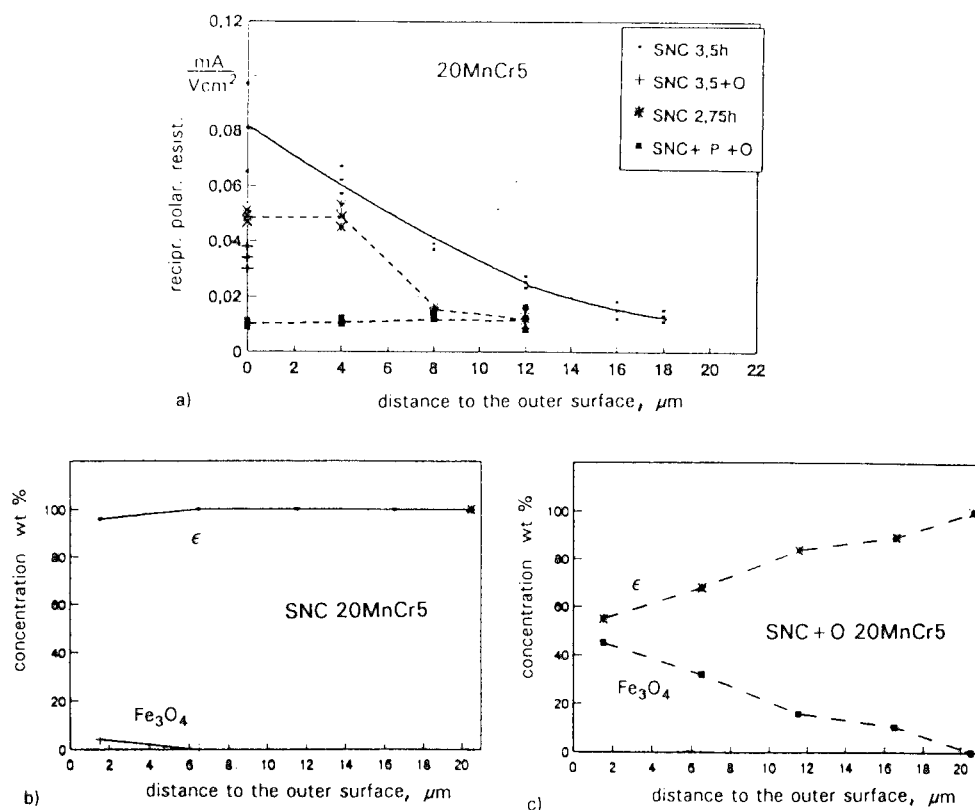 0,12
mA
Vcm²
0,08
0,06
0,04
0,02
0
recipr. polar. resist.
20MnCr5
SNC 3,5h
SNC 3,5+O
SNC 2,75h
SNC+ P +O
0 2 4 6 8 10 12 14 16 18 20 22
a) distance to the outer surface, μm
100
80
60
40
20
0
concentration wt %
ϵ
SNC 20MnCr5
Fe₃O₄
0 2 4 6 8 10 12 14 16 18 20
b) distance to the outer surface, μm
100
80
60
40
20
0
concentration wt %
ϵ
SNC+O 20MnCr5
Fe₃O₄
0 2 4 6 8 10 12 14 16 18 20
c) distance to the outer surface, μm